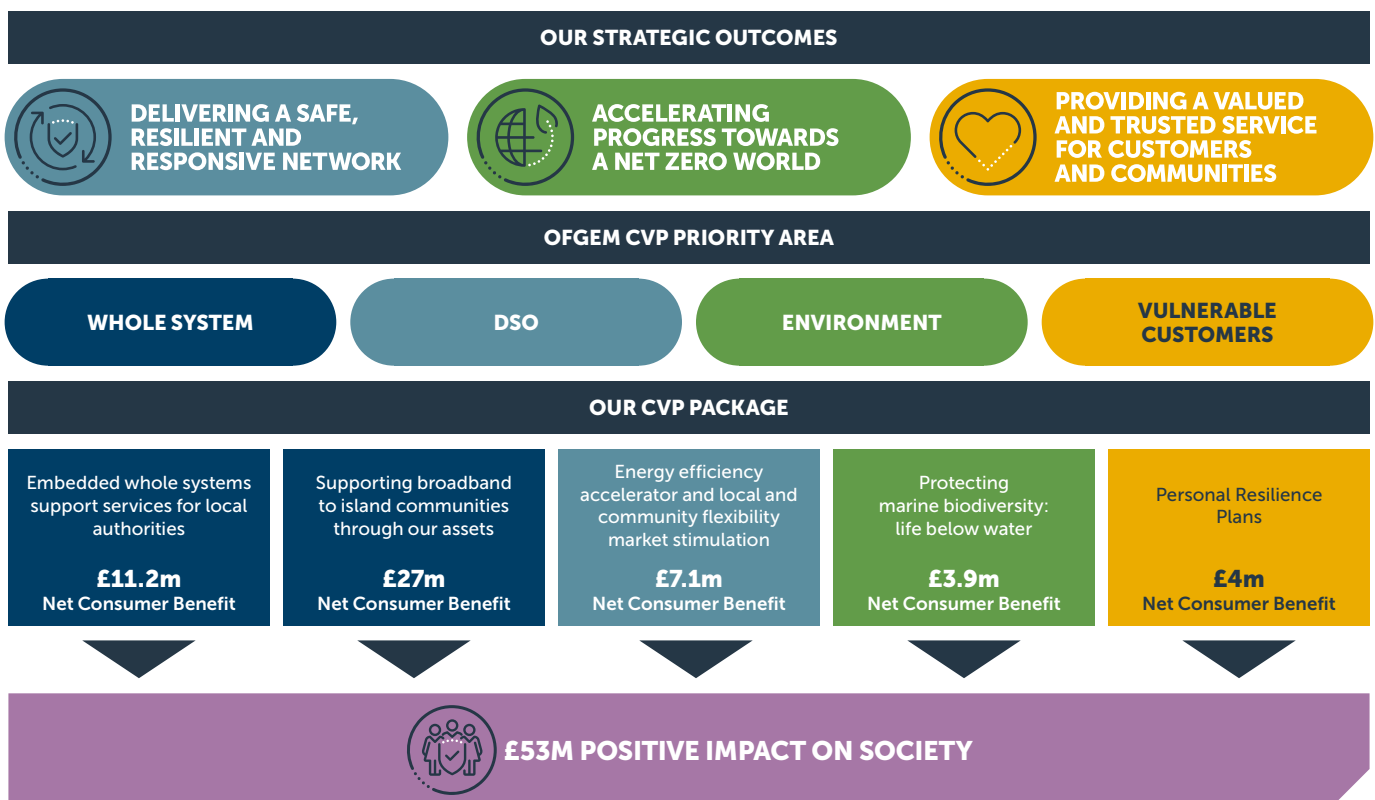 OUR STRATEGIC OUTCOMES
DELIVERING A SAFE,
RESILIENT AND
RESPONSIVE NETWORK
ACCELERATING
PROGRESS TOWARDS
A NET ZERO WORLD
PROVIDING A VALUED
AND TRUSTED SERVICE
FOR CUSTOMERS
AND COMMUNITIES
OFGEM CVP PRIORITY AREA
WHOLE SYSTEM
DSO
ENVIRONMENT
VULNERABLE
CUSTOMERS
OUR CVP PACKAGE
Embedded whole systems
support services for local
authorities
£11.2m
Net Consumer Benefit
Supporting broadband
to island communities
through our assets
£27m
Net Consumer Benefit
Energy efficiency
accelerator and local and
community flexibility
market stimulation
£7.1m
Net Consumer Benefit
Protecting
marine biodiversity:
life below water
£3.9m
Net Consumer Benefit
Personal Resilience
Plans
£4m
Net Consumer Benefit
£53M POSITIVE IMPACT ON SOCIETY